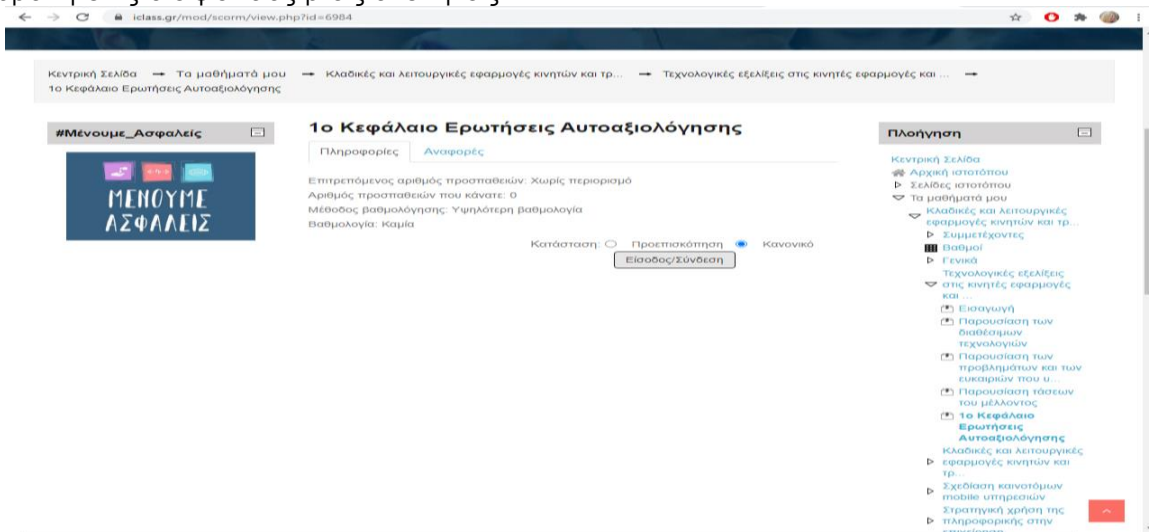 iclass.gr/mod/scorm/view.php?id=6984
Κεντρική Σελίδα → Τα μαθήματά μου → Κλαδικές και λειτουργικές εφαρμογές κινητών και τρ... → Τεχνολογικές εξελίξεις στις κινητές εφαρμογές και ... →
1ο Κεφάλαιο Ερωτήσεις Αυτοαξιολόγησης
#Μένουμε_Ασφαλείς
ΜΕΝΟΥΜΕ
ΑΣΦΑΛΕΙΣ
1ο Κεφάλαιο Ερωτήσεις Αυτοαξιολόγησης
Πληροφορίες Αναφορές
Επιτρεπόμενος αριθμός προσπαθειών: Χωρίς περιορισμό
Αριθμός προσπαθειών που κάνατε: 0
Μέθοδος βαθμολόγησης: Υψηλότερη βαθμολογία
Βαθμολογία: Καμία
Κατάσταση: Προεπισκόπηση Κανονικό
Είσοδος/Σύνδεση
Πλοήγηση
Κεντρική Σελίδα
Αρχική ιστοτόπου
Σελίδες ιστοτόπου
Τα μαθήματά μου
Κλαδικές και λειτουργικές
εφαρμογές κινητών και τρ...
Συμμετέχοντες
Βαθμοί
Γενικά
Τεχνολογικές εξελίξεις
στις κινητές εφαρμογές
και ...
Εισαγωγή
Παρουσίαση των
διαθέσιμων
τεχνολογιών
Παρουσίαση των
προβλημάτων και των
ευκαιριών που υ...
Παρουσίαση τάσεων
του μέλλοντος
1ο Κεφάλαιο
Ερωτήσεις
Αυτοαξιολόγησης
Κλαδικές και λειτουργικές
εφαρμογές κινητών και
τρ...
Σχεδίαση καινοτόμων
mobile υπηρεσιών
Στρατηγική χρήση της
πληροφορικής στην